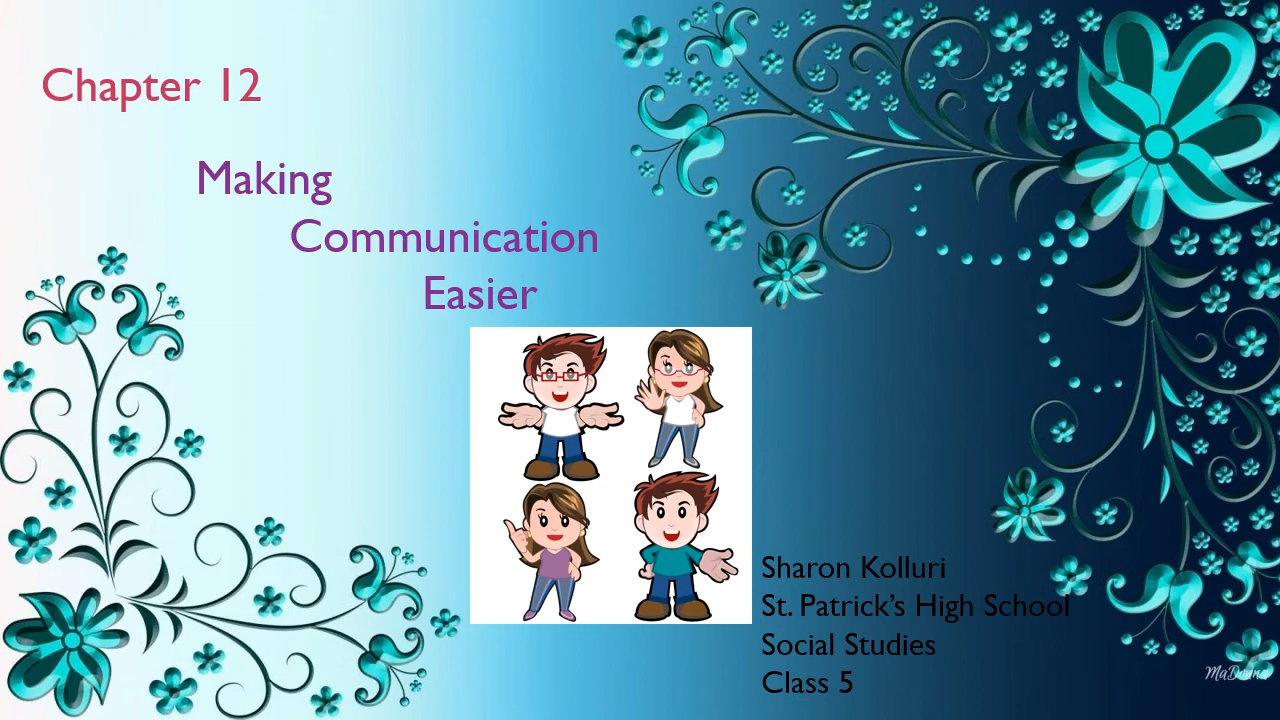 Chapter 12
Making
Communication
Easier
Sharon Kolluri
St. Patrick’s High School
Social Studies
Class 5